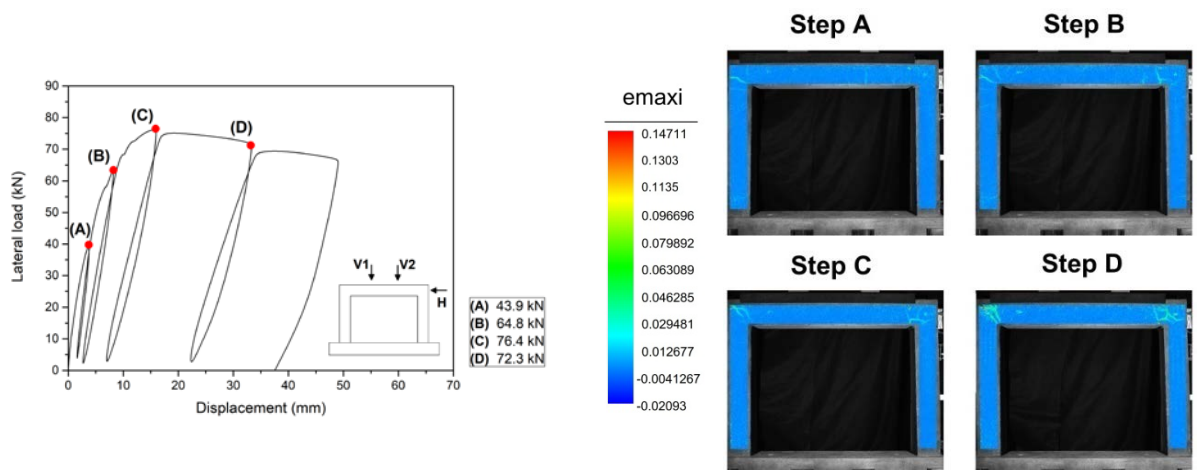 90
80
70
60
50
40
30
20
10
0
Lateral load (kN)
(A)
(B)
(C)
(D)
V1
V2
H
0 10 20 30 40 50 60 70
Displacement (mm)
(A) 43.9 kN
(B) 64.8 kN
(C) 76.4 kN
(D) 72.3 kN
emaxi
0.14711
0.1303
0.1135
0.096696
0.079892
0.063089
0.046285
0.029481
0.012677
-0.0041267
-0.02093
Step A
Step B
Step C
Step D